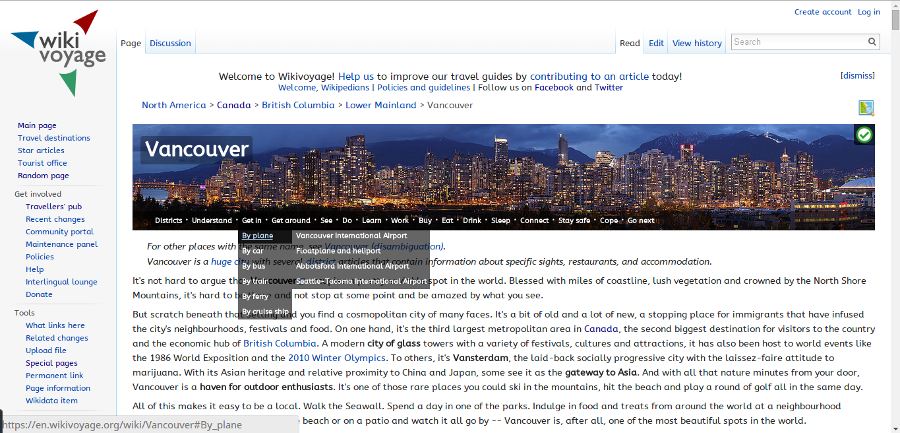 Create account Log in
wiki
voyage
Page Discussion
Read Edit View history
Search
Welcome to Wikivoyage! Help us to improve our travel guides by contributing to an article today!
[dismiss]
Welcome, Wikipedians | Policies and guidelines | Follow us on Facebook and Twitter
North America > Canada > British Columbia > Lower Mainland > Vancouver
Main page
Travel destinations
Star articles
Tourist office
Random page
Get involved
Travellers' pub
Recent changes
Community portal
Maintenance panel
Policies
Help
Interlingual lounge
Donate
Tools
What links here
Related changes
Upload file
Special pages
Permanent link
Page information
Wikidata item
Vancouver
Districts • Understand • Get in • Get around • See • Do • Learn • Work • Buy • Eat • Drink • Sleep • Connect • Stay safe • Cope • Go next
By plane
By car
By bus
By train
By ferry
By cruise ship
Vancouver International Airport
Floatplane and heliport
Abbotsford International Airport
Seattle-Tacoma International Airport
For other places with the same name, see Vancouver (disambiguation).
Vancouver is a huge city with several district articles that contain information about specific sights, restaurants, and accommodation.
It's not hard to argue that spot in the world. Blessed with miles of coastline, lush vegetation and crowned by the North Shore
Mountains, it's hard to and not stop at some point and be amazed by what you see.
But scratch beneath that you find a cosmopolitan city of many faces. It's a bit of old and a lot of new, a stopping place for immigrants that have infused
the city's neighbourhoods, festivals and food. On one hand, it's the third largest metropolitan area in Canada, the second biggest destination for visitors to the country
and the economic hub of British Columbia. A modern city of glass towers with a variety of festivals, cultures and attractions, it has also been host to world events like
the 1986 World Exposition and the 2010 Winter Olympics. To others, it's Vansterdam, the laid-back socially progressive city with the laissez-faire attitude to
marijuana. With its Asian heritage and relative proximity to China and Japan, some see it as the gateway to Asia. And with all that nature minutes from your door,
Vancouver is a haven for outdoor enthusiasts. It's one of those rare places you could ski in the mountains, hit the beach and play a round of golf all in the same day.
All of this makes it easy to be a local. Walk the Seawall. Spend a day in one of the parks. Indulge in food and treats from around the world at a neighbourhood
beach or on a patio and watch it all go by -- Vancouver is, after all, one of the most beautiful spots in the world.
https://en.wikivoyage.org/wiki/Vancouver#By_plane